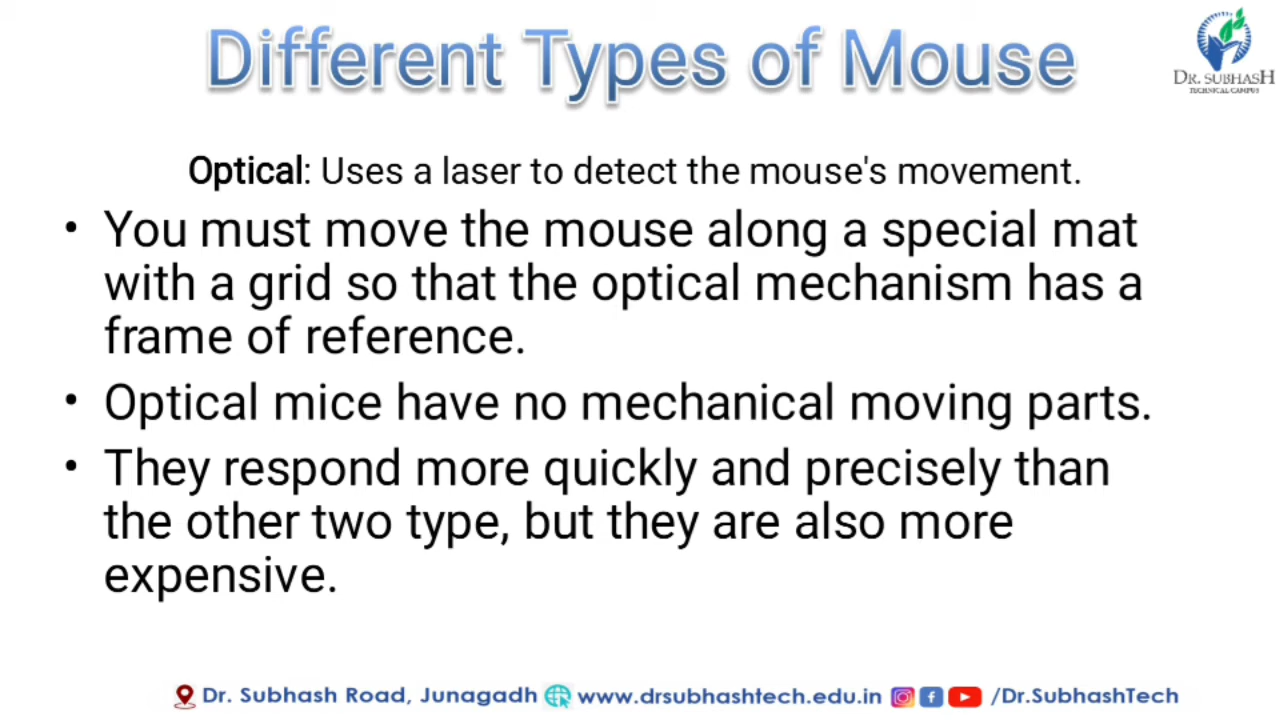 Different Types of Mouse
DR. SUBHASH
TECHNICAL CAMPUS
Optical: Uses a laser to detect the mouse's movement.
• You must move the mouse along a special mat
with a grid so that the optical mechanism has a
frame of reference.
• Optical mice have no mechanical moving parts.
• They respond more quickly and precisely than
the other two type, but they are also more
expensive.
Dr. Subhash Road, Junagadh www.drsubhashtech.edu.in /Dr.SubhashTech